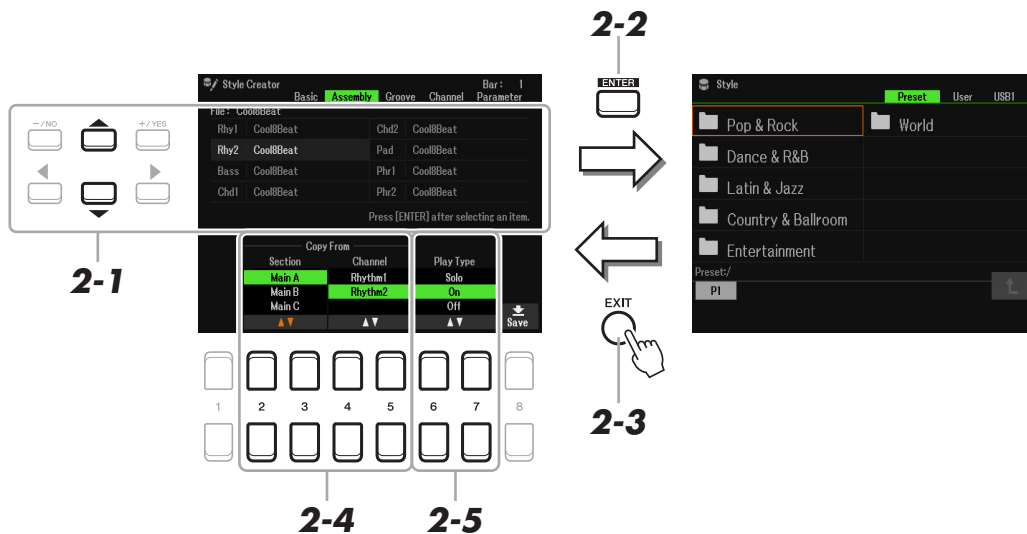 2-2
ENTER
Style Creator
Bar: 1
Basic Assembly Groove Channel Parameter
File: Cool8Beat
Rhy1 Cool8Beat Chd2 Cool8Beat
Rhy2 Cool8Beat Pad Cool8Beat
Bass Cool8Beat Phr1 Cool8Beat
Chd1 Cool8Beat Phr2 Cool8Beat
Press [ENTER] after selecting an item.
-/NO
+/YES
2-1
Copy From
Section Channel Play Type
Main A Rhythm1 Solo
Main B Rhythm2 On
Main C Off
Save
1 2 3 4 5 6 7 8
2-4
2-5
EXIT
2-3
Style
Preset User USB1
Pop & Rock World
Dance & R&B
Latin & Jazz
Country & Ballroom
Entertainment
Preset:/
P1